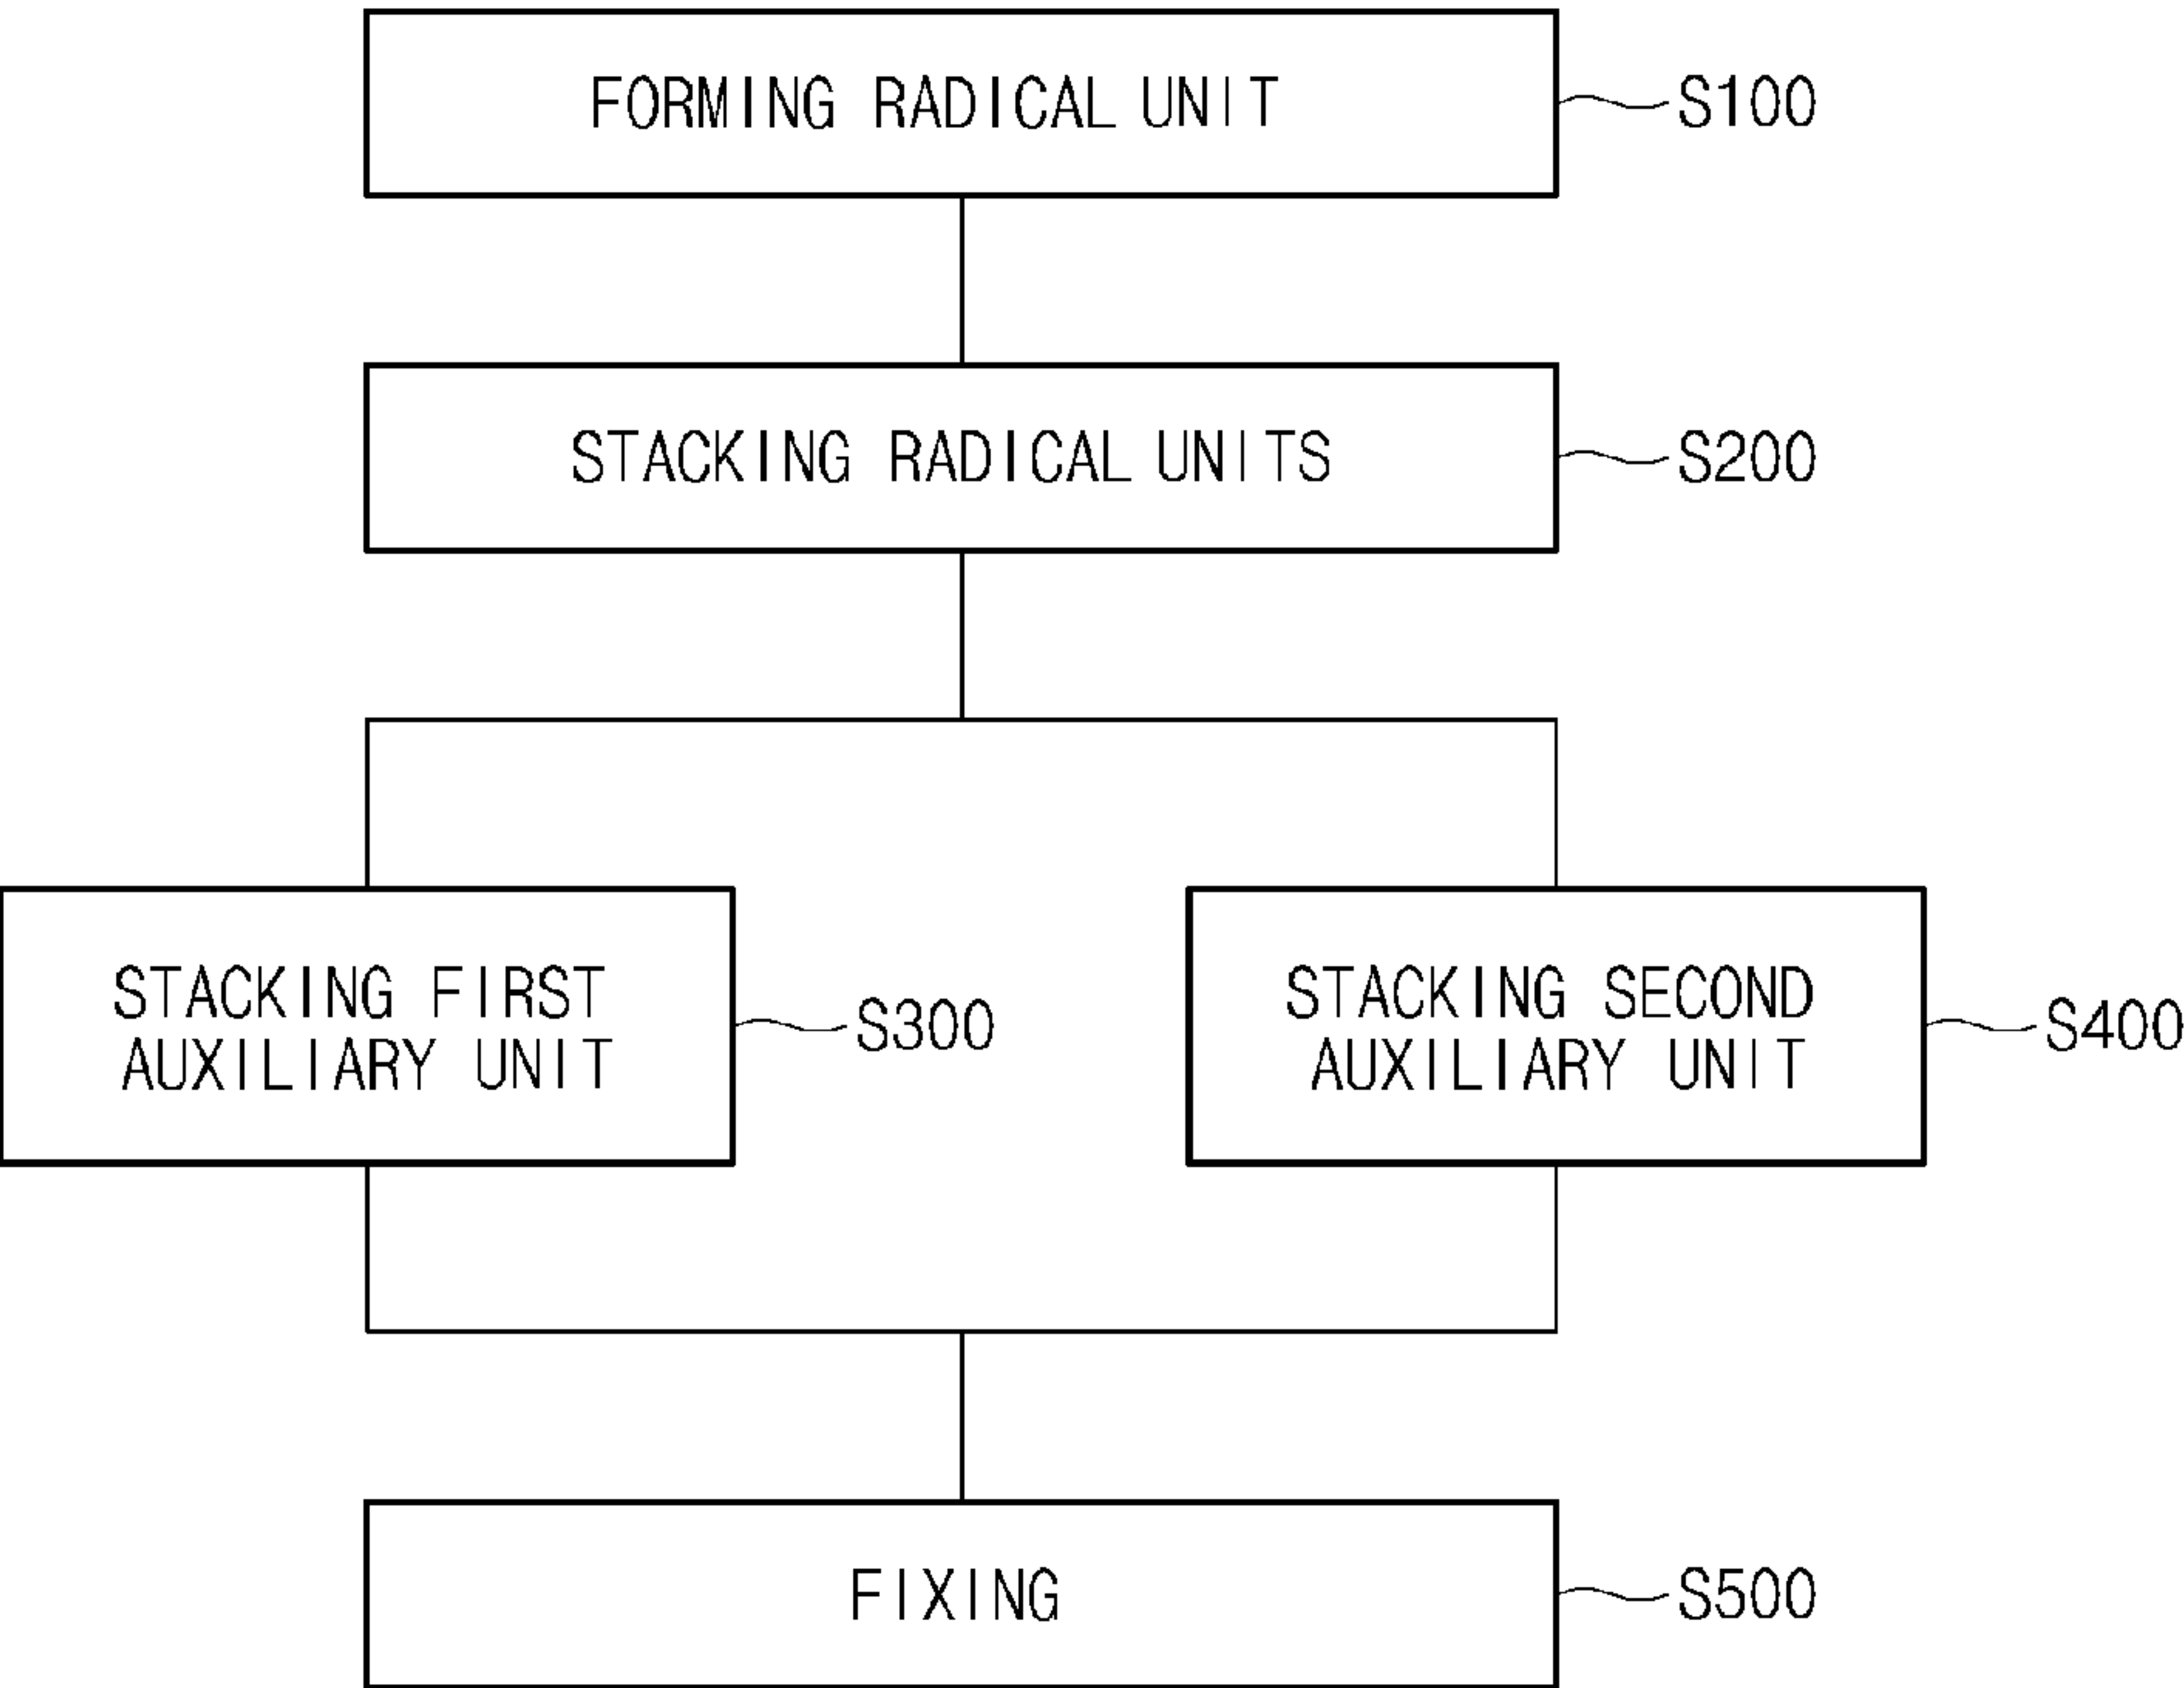 FORMING RADICAL UNIT
S100
STACKING RADICAL UNITS
S200
STACKING FIRST
AUXILIARY UNIT
S300
STACKING SECOND
AUXILIARY UNIT
S400
FIXING
S500